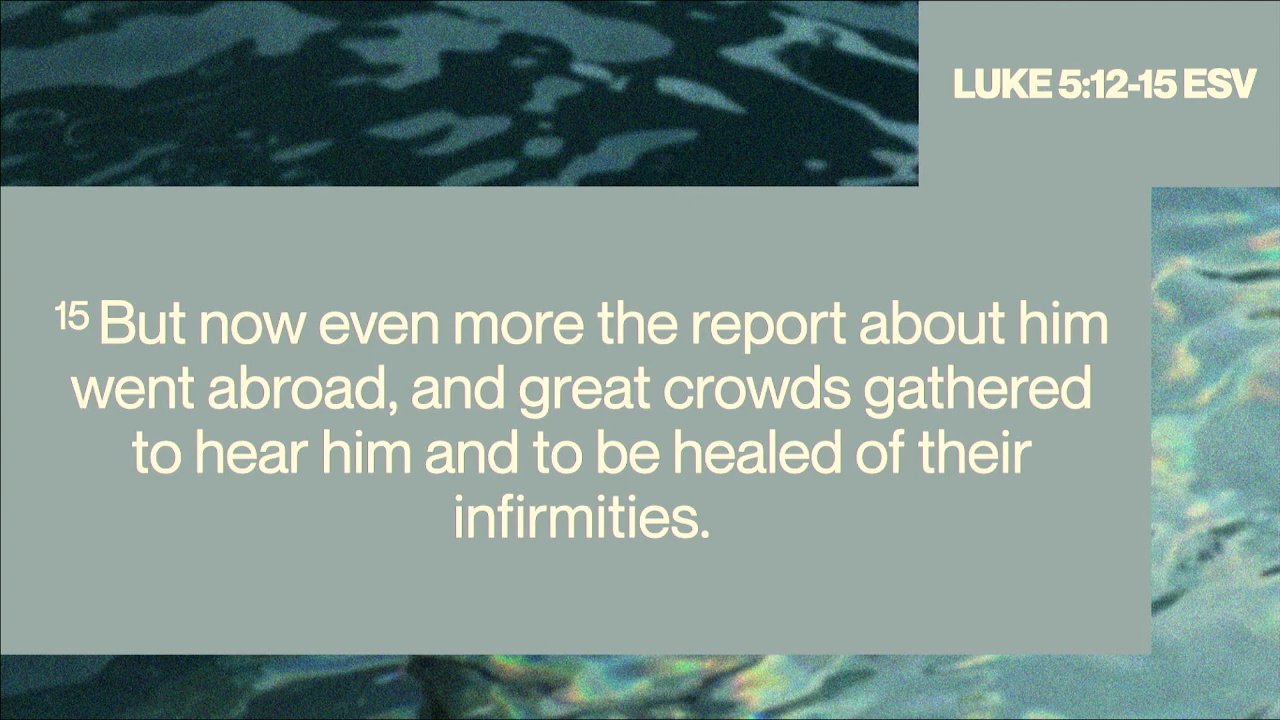 LUKE 5:12-15 ESV
15 But now even more the report about him
went abroad, and great crowds gathered
to hear him and to be healed of their
infirmities.